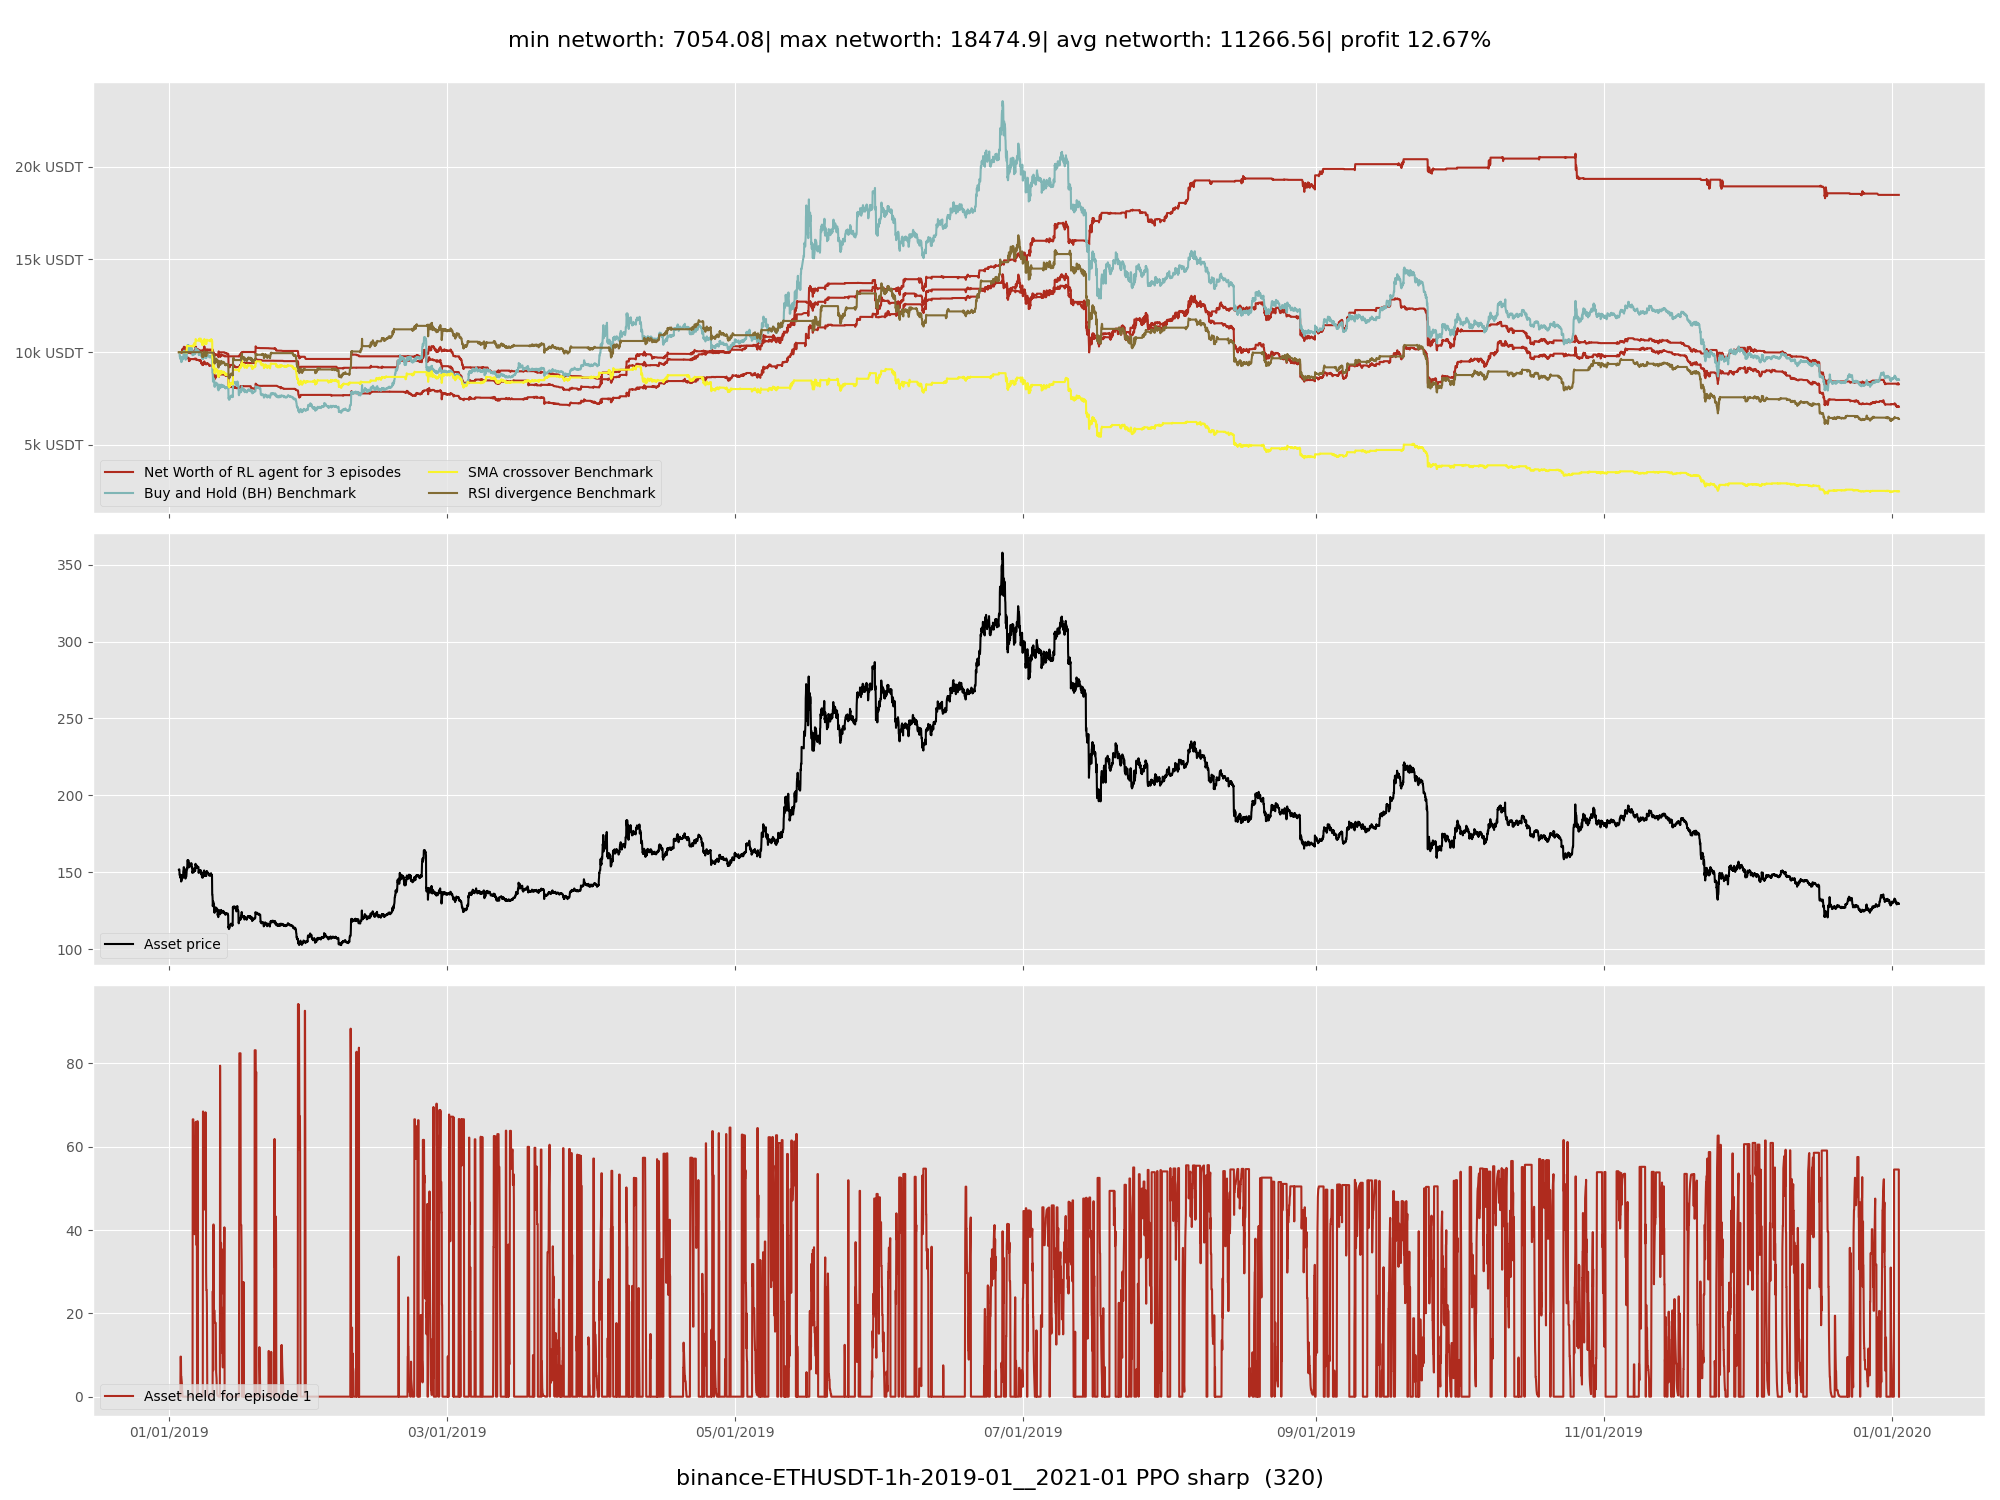 min networth: 7054.08| max networth: 18474.9| avg networth: 11266.56| profit 12.67%
20k USDT
15k USDT
10k USDT
5k USDT
Net Worth of RL agent for 3 episodes
Buy and Hold (BH) Benchmark
SMA crossover Benchmark
RSI divergence Benchmark
350
300
250
200
150
100
Asset price
80
60
40
20
0
Asset held for episode 1
01/01/2019 03/01/2019 05/01/2019 07/01/2019 09/01/2019 11/01/2019 01/01/2020
binance-ETHUSDT-1h-2019-01__2021-01 PPO sharp  (320)